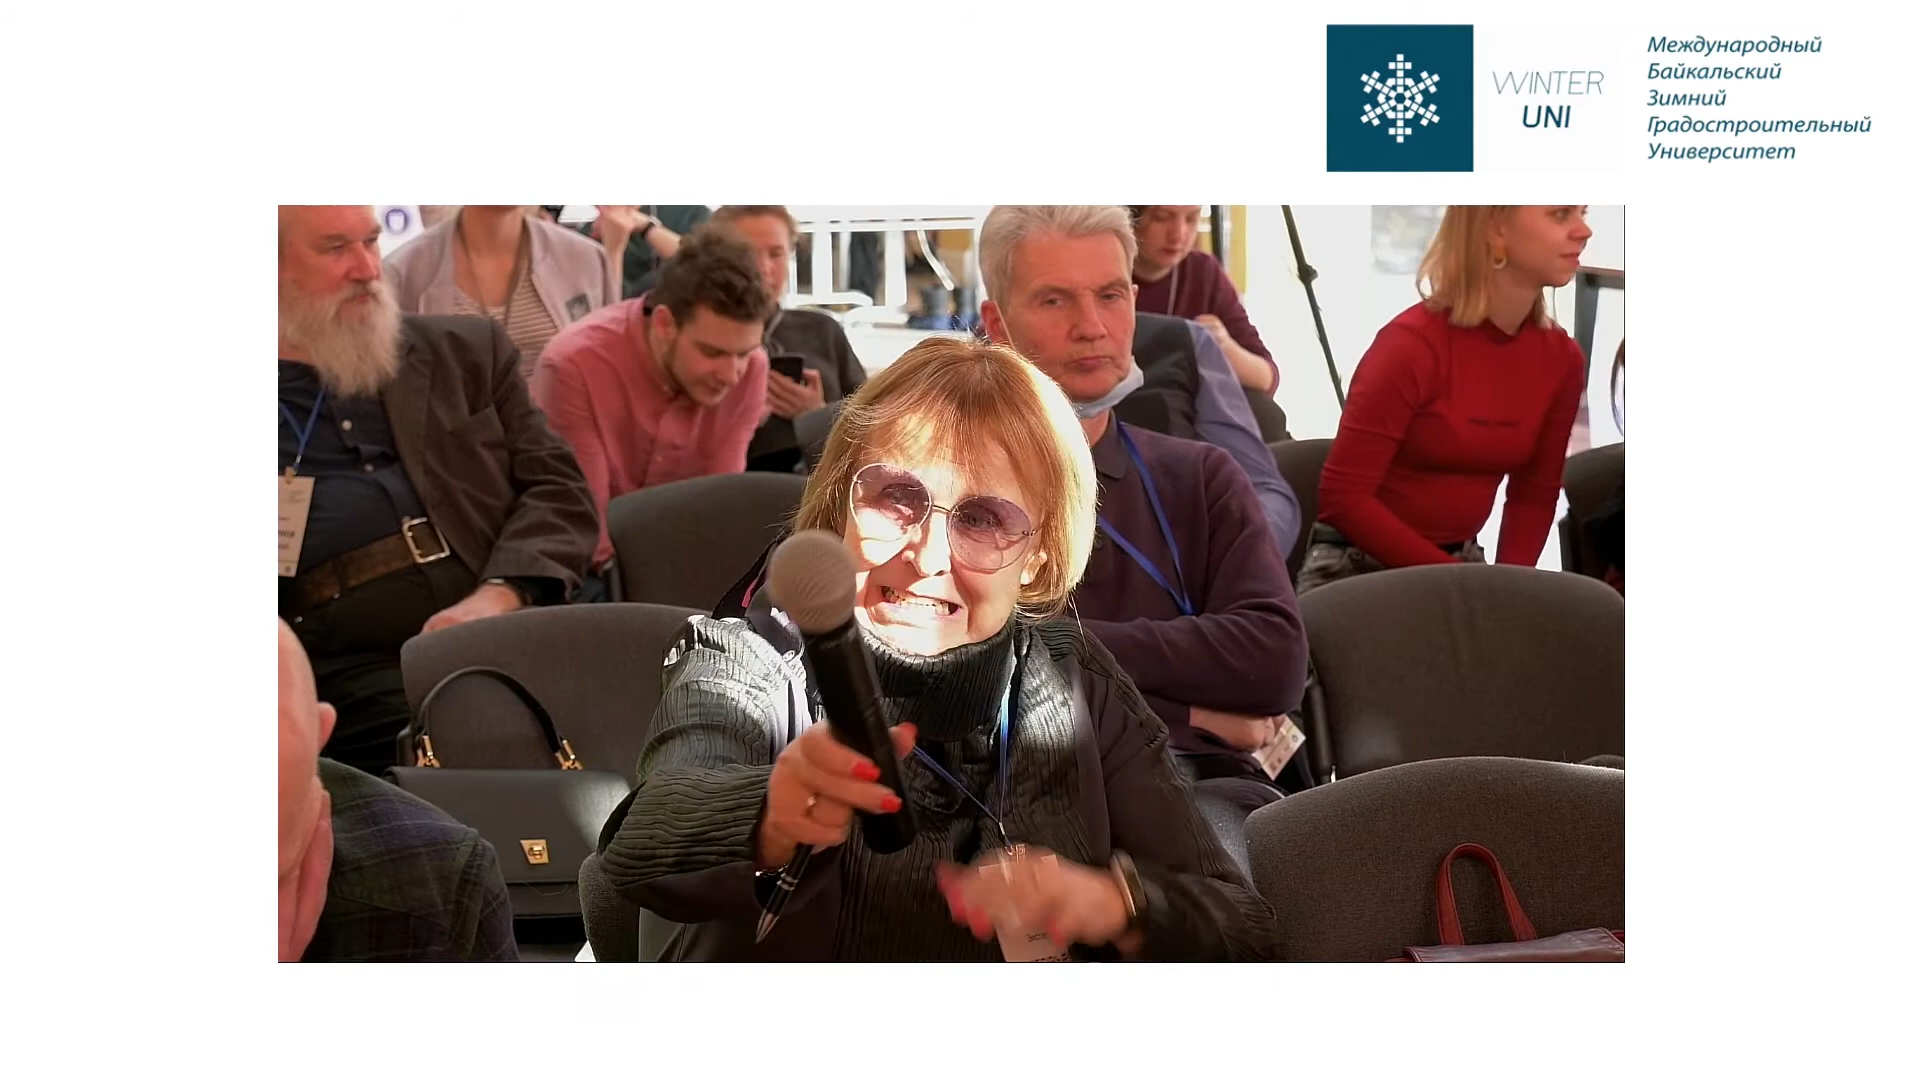 WINTER
UNI
Международный
Байкальский
Зимний
Градостроительный
Университет